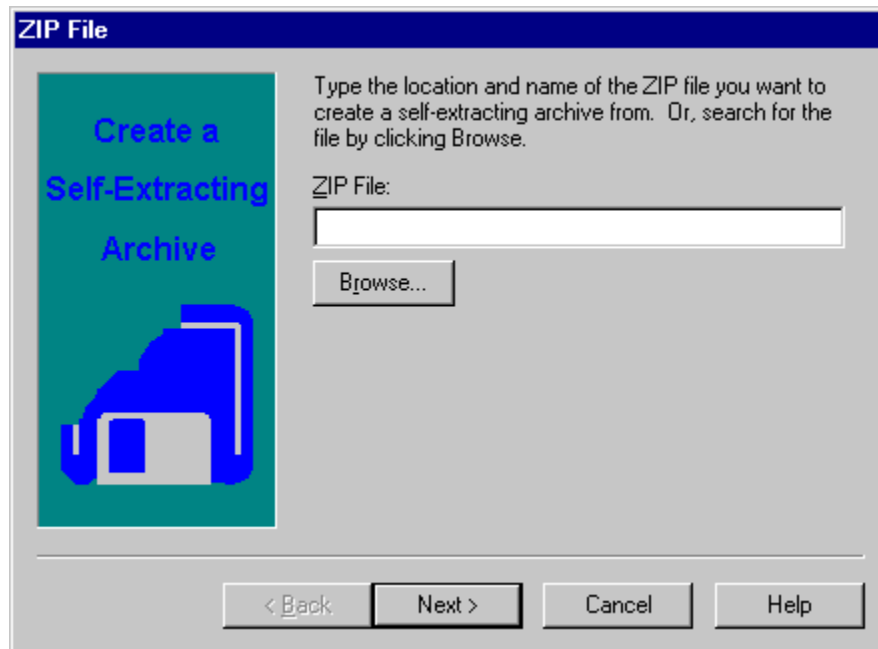 ZIP File
Create a
Self-Extracting
Archive
Type the location and name of the ZIP file you want to
create a self-extracting archive from.  Or, search for the
file by clicking Browse.
ZIP File:
Browse...
< Back
Next >
Cancel
Help